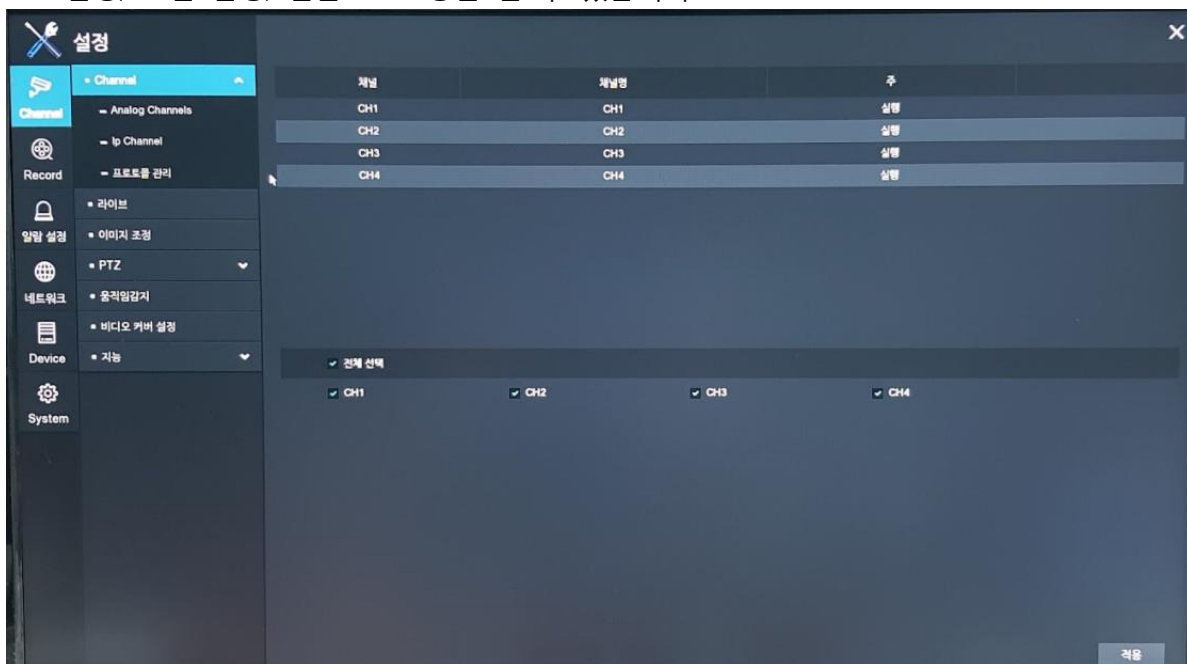 설정
Channel
Record
알람 설정
네트워크
Device
System
Channel
Analog Channels
Ip Channel
프로토콜 관리
라이브
이미지 조정
PTZ
움직임감지
비디오 커버 설정
지능
채널 채널명 주
CH1 CH1 실행
CH2 CH2 실행
CH3 CH3 실행
CH4 CH4 실행
전체 선택
CH1 CH2 CH3 CH4
적용